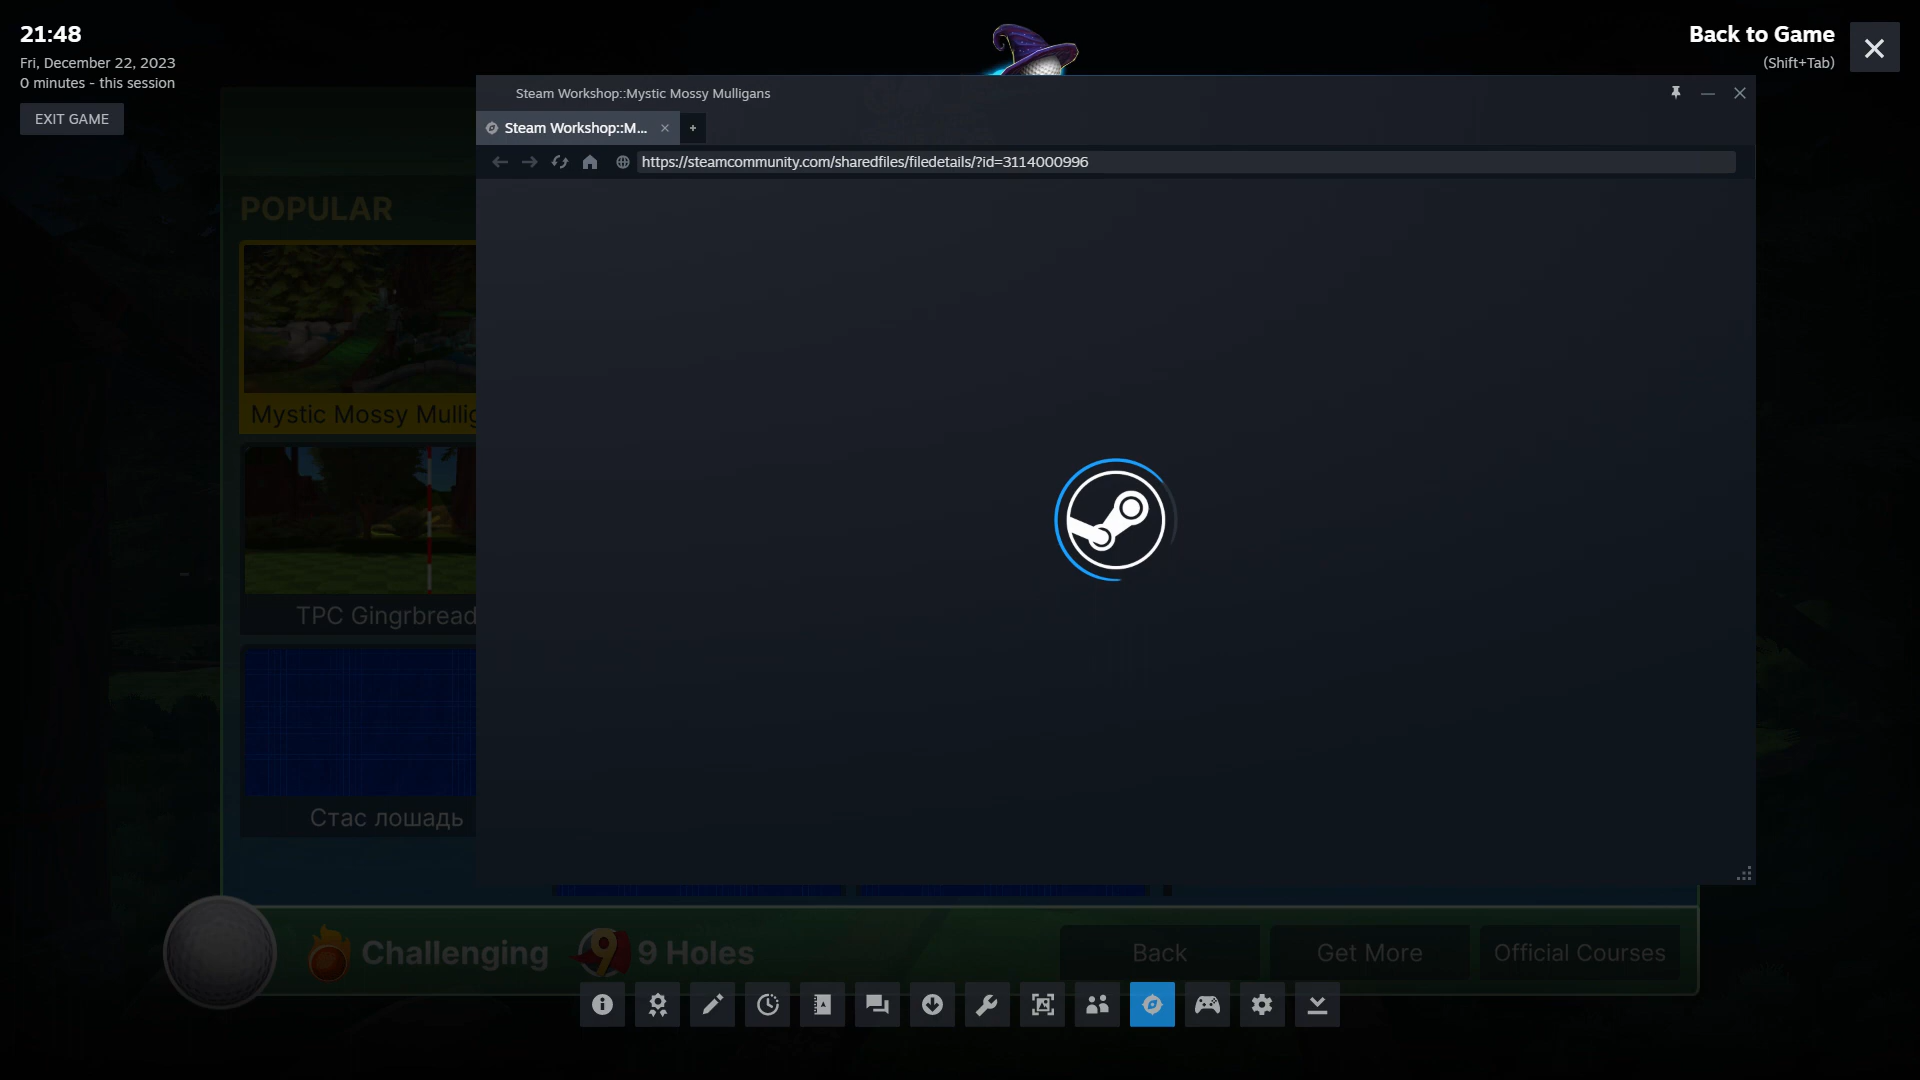 21:48
Fri, December 22, 2023
0 minutes - this session
EXIT GAME
Back to Game
(Shift+Tab)
Steam Workshop::Mystic Mossy Mulligans
Steam Workshop::M...
https://steamcommunity.com/sharedfiles/filedetails/?id=3114000996
POPULAR
Mystic Mossy Mullig
TPC Gingrbread
Стас лошадь
Challenging
9
9 Holes
Back
Get More
Official Courses